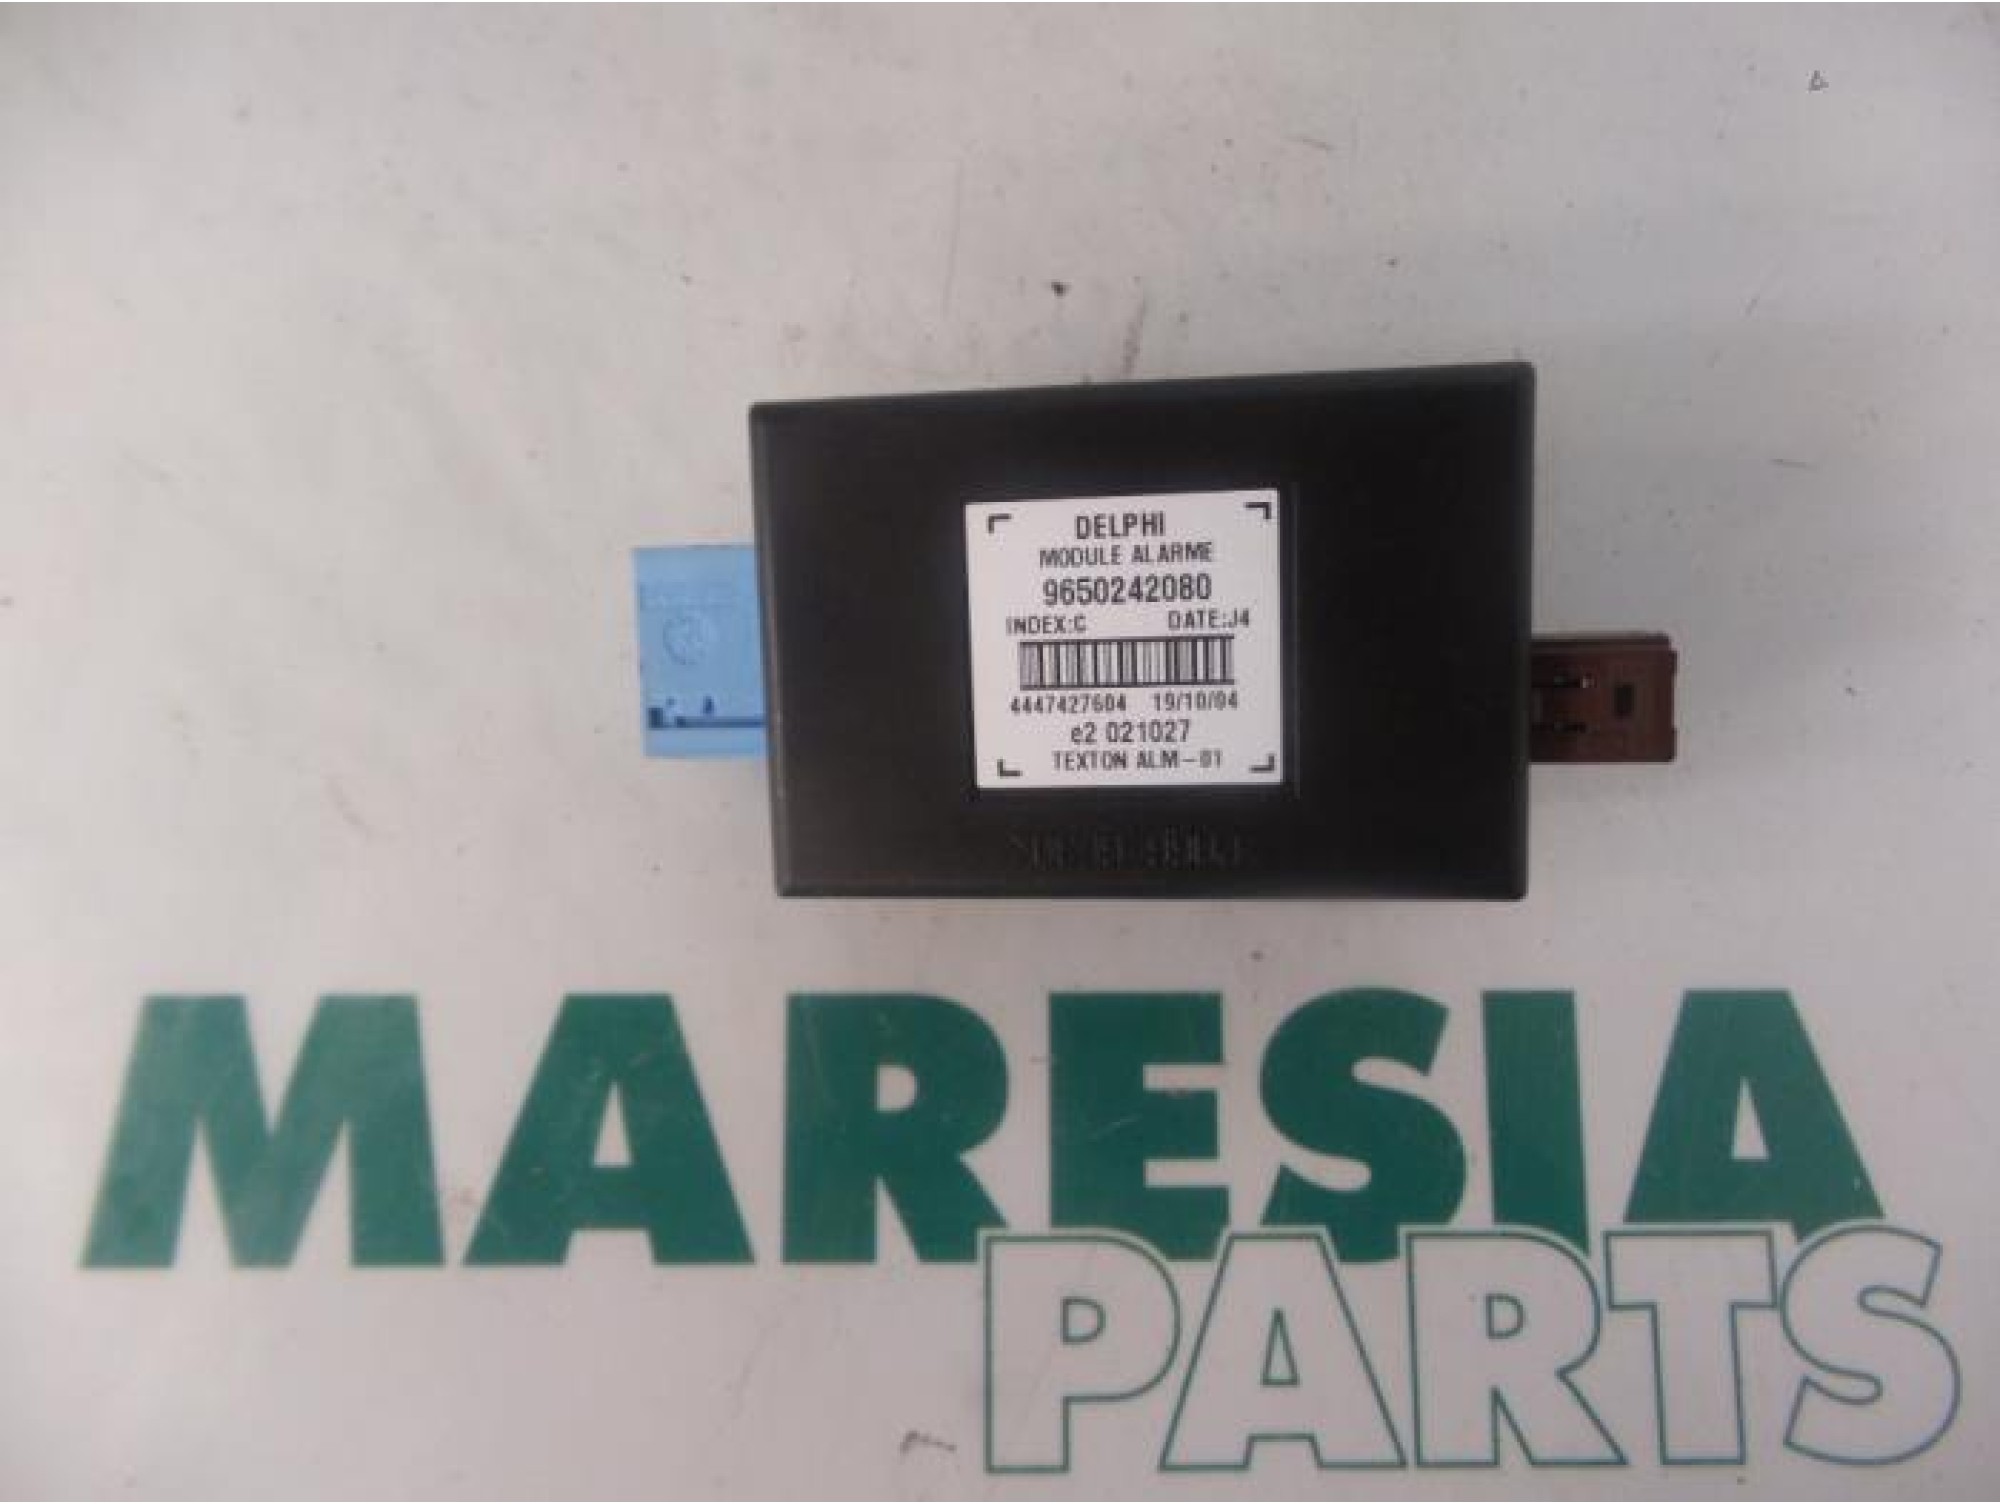 DELPHI
MODULE ALARME
9650242080
INDEX:C DATE:J4
4447427604 19/10/04
e2 021027
TEXTON ALM-01
MARESIA
PARTS